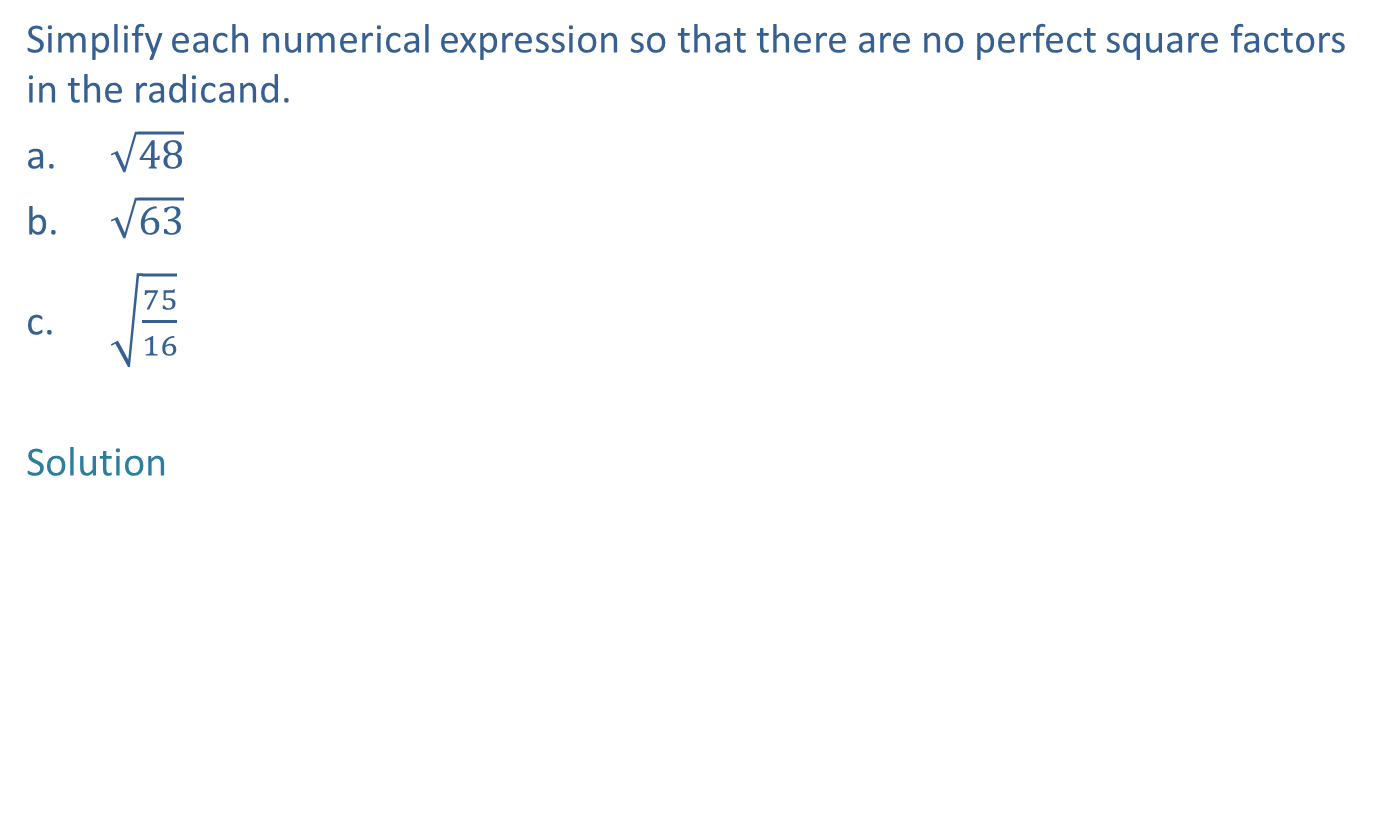 Simplify each numerical expression so that there are no perfect square factors
in the radicand.
a. √48
b. √63
c. √(75/16)
Solution